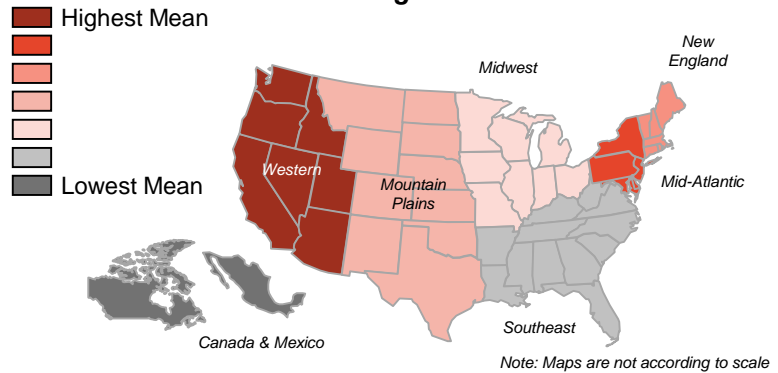 Highest Mean
Lowest Mean
New
England
Midwest
Western
Mountain
Plains
Mid-Atlantic
Southeast
Canada & Mexico
Note: Maps are not according to scale